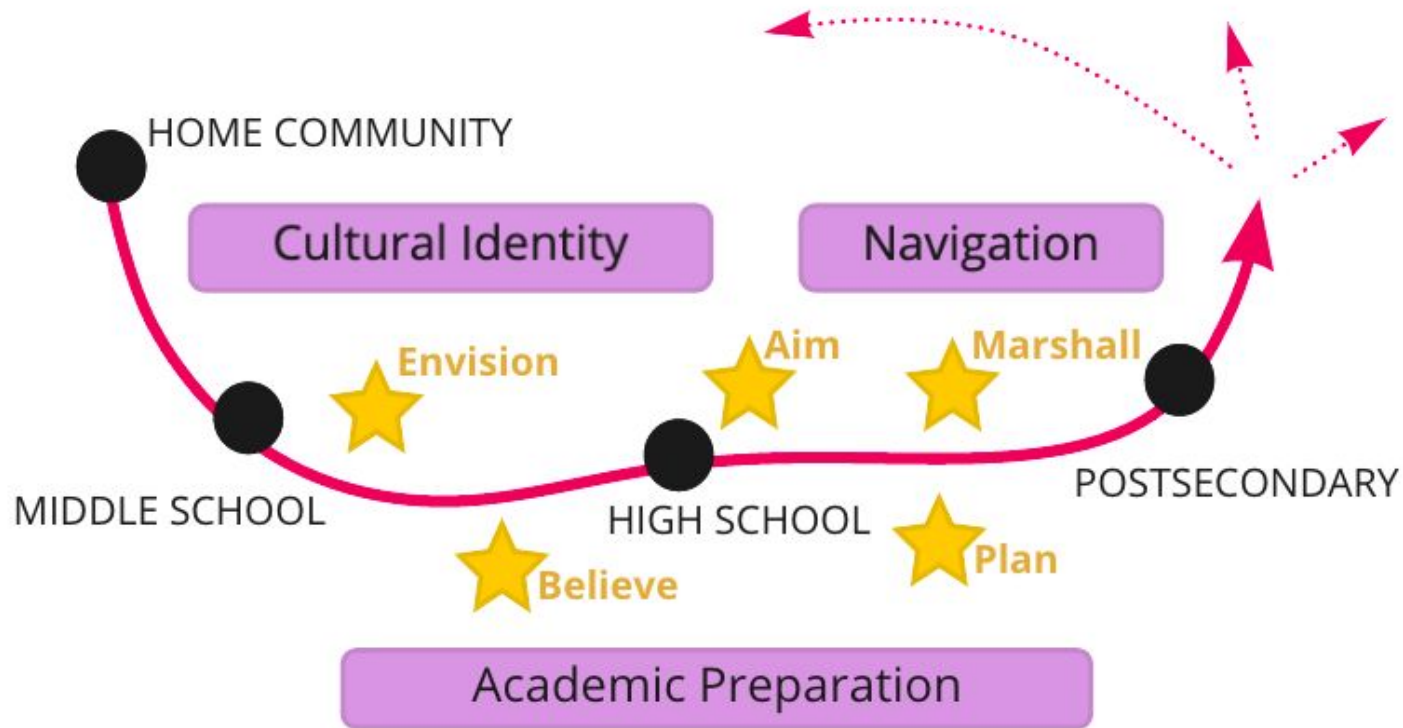 HOME COMMUNITY
Cultural Identity
Navigation
Envision
Aim
Marshall
MIDDLE SCHOOL
HIGH SCHOOL
POSTSECONDARY
Believe
Plan
Academic Preparation